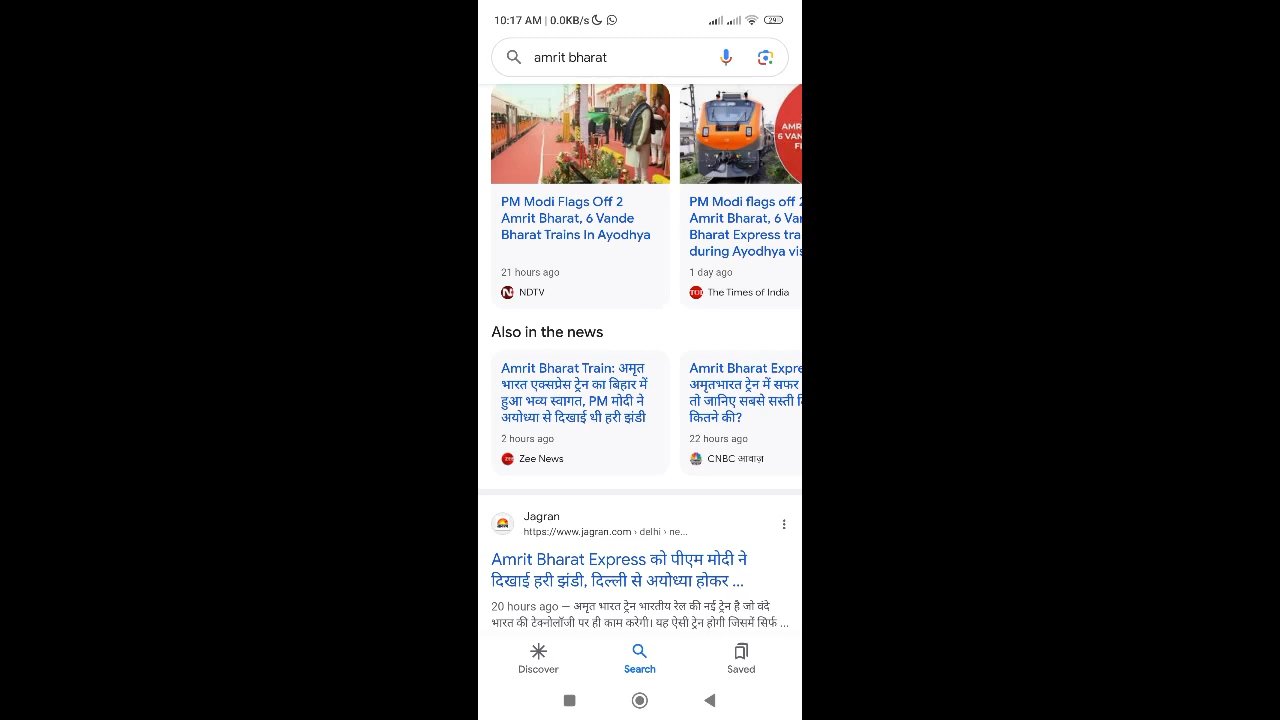 10:17 AM | 0.0KB/s
29
amrit bharat
AMR
6 VAN
F
PM Modi Flags Off 2
Amrit Bharat, 6 Vande
Bharat Trains In Ayodhya
21 hours ago
NDTV
PM Modi flags off 2
Amrit Bharat, 6 Va
Bharat Express tra
during Ayodhya vis
1 day ago
TOI
The Times of India
Also in the news
Amrit Bharat Train: अमृत
भारत एक्सप्रेस ट्रेन का बिहार में
हुआ भव्य स्वागत, PM मोदी ने
अयोध्या से दिखाई थी हरी झंडी
2 hours ago
Zee News
Amrit Bharat Expre
अमृतभारत ट्रेन में सफर
तो जानिए सबसे सस्ती
कितने की?
22 hours ago
CNBC आवाज़
Jagran
https://www.jagran.com › delhi › ne...
Amrit Bharat Express को पीएम मोदी ने
दिखाई हरी झंडी, दिल्ली से अयोध्या होकर ...
20 hours ago — अमृत भारत ट्रेन भारतीय रेल की नई ट्रेन है जो वंदे
भारत की टेक्नोलॉजी पर ही काम करेगी। यह ऐसी ट्रेन होगी जिसमें सिर्फ ...
Discover
Search
Saved